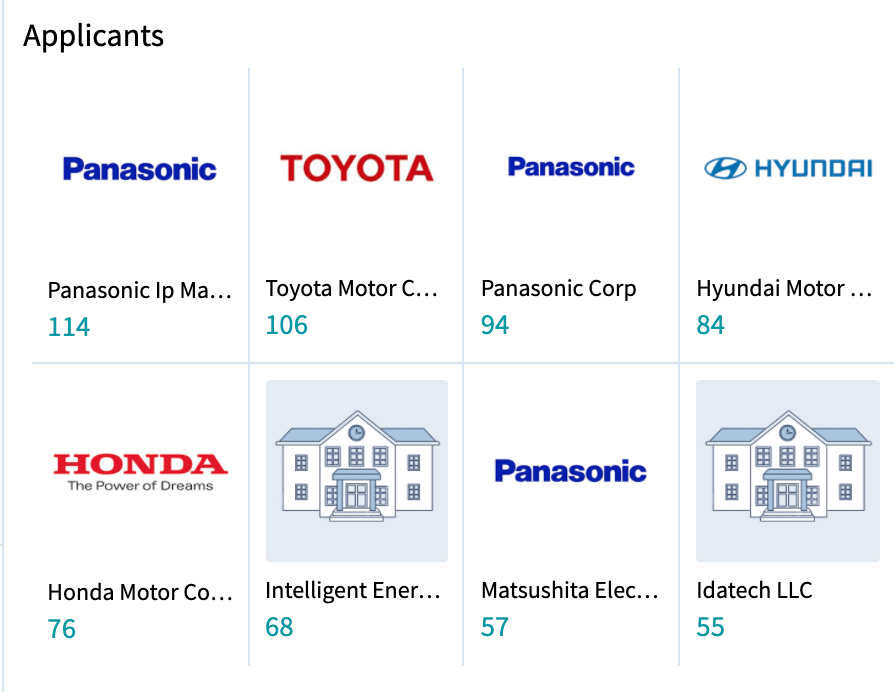 Applicants
Panasonic
TOYOTA
Panasonic
HYUNDAI
Panasonic Ip Ma...
Toyota Motor C...
Panasonic Corp
Hyundai Motor ...
114
106
94
84
HONDA
The Power of Dreams
Panasonic
Honda Motor Co...
Intelligent Ener...
Matsushita Elec...
Idatech LLC
76
68
57
55